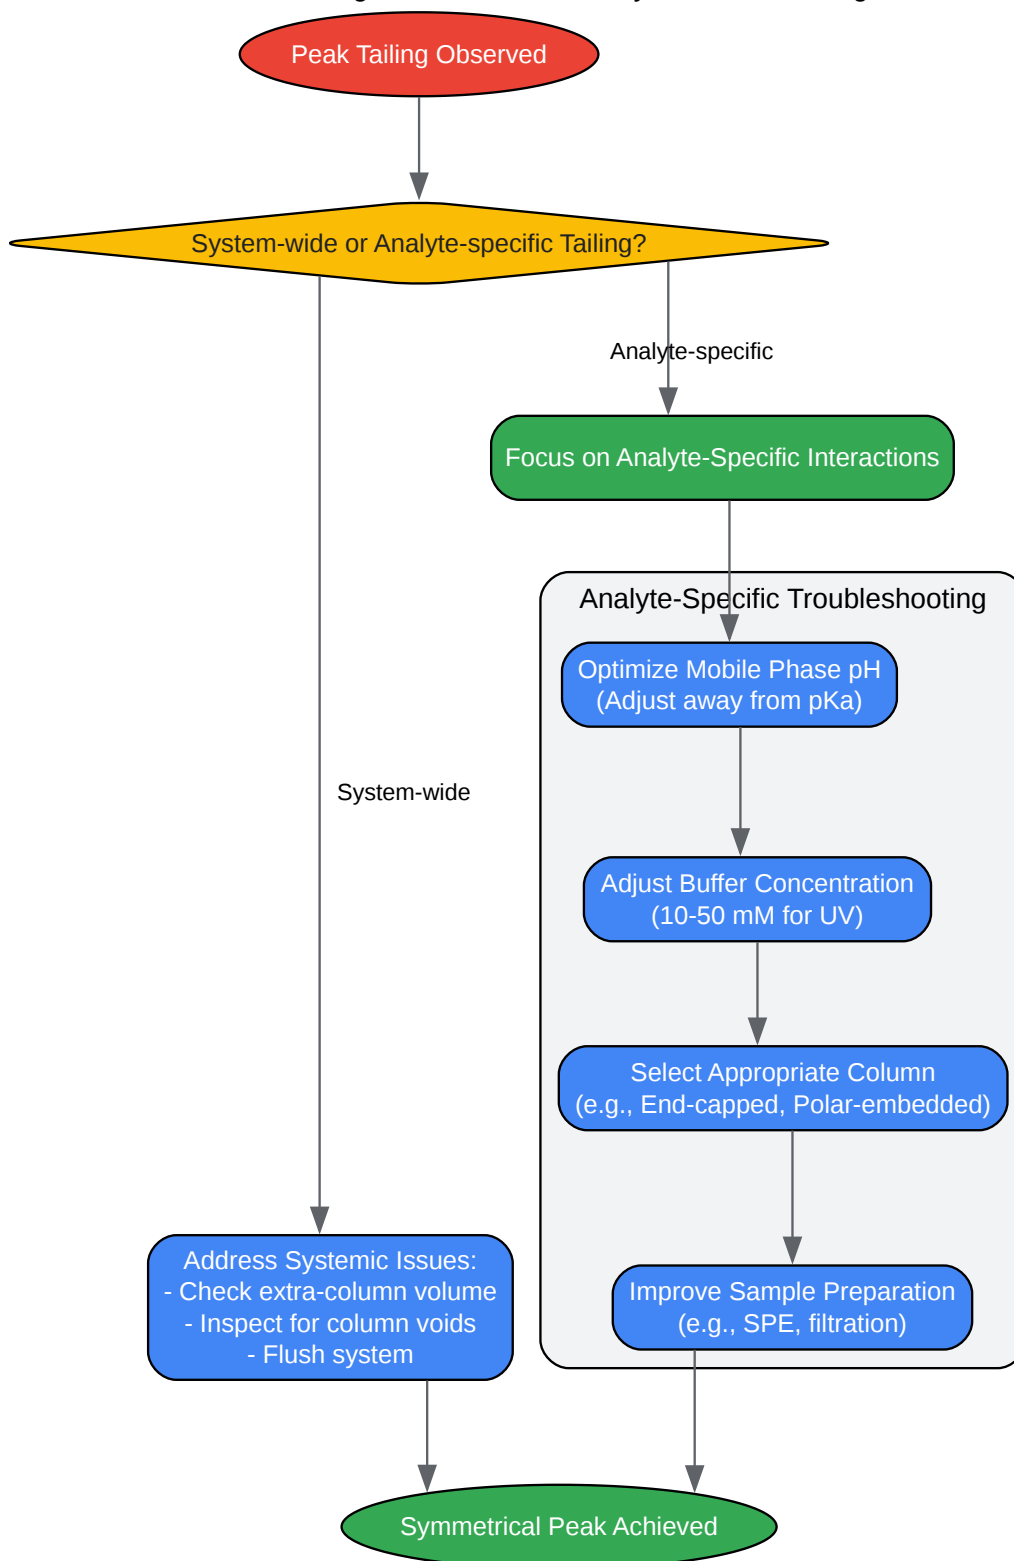 Peak Tailing Observed
System-wide or Analyte-specific Tailing?
Analyte-specific
Focus on Analyte-Specific Interactions
Analyte-Specific Troubleshooting
Optimize Mobile Phase pH
(Adjust away from pKa)
System-wide
Adjust Buffer Concentration
(10-50 mM for UV)
Select Appropriate Column
(e.g., End-capped, Polar-embedded)
Address Systemic Issues:
- Check extra-column volume
- Inspect for column voids
- Flush system
Improve Sample Preparation
(e.g., SPE, filtration)
Symmetrical Peak Achieved